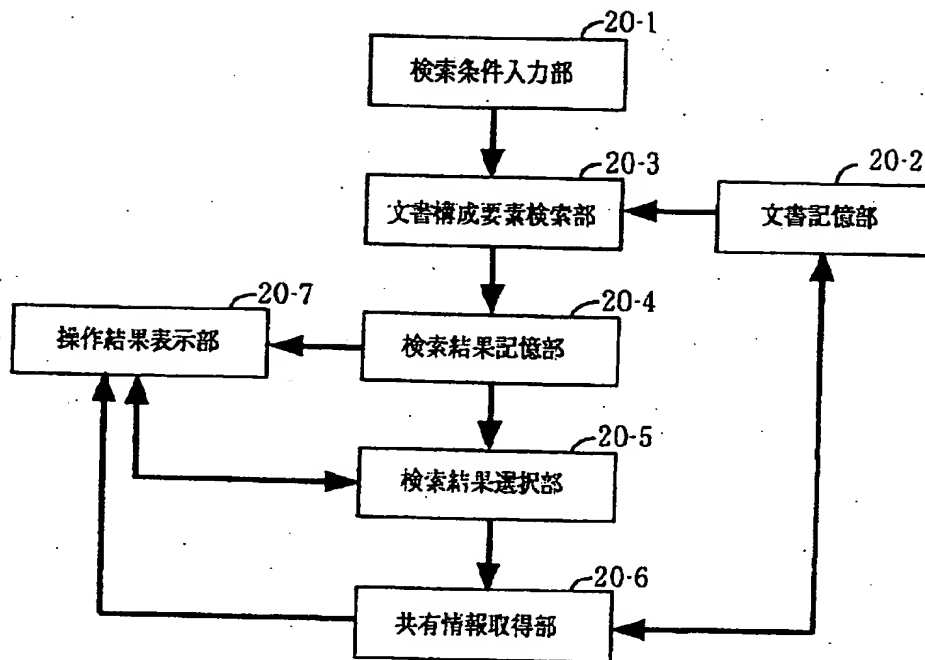 20-1
検索条件入力部
20-3
文書構成要素検索部
20-2
文書記憶部
20-7
操作結果表示部
20-4
検索結果記憶部
20-5
検索結果選択部
20-6
共有情報取得部